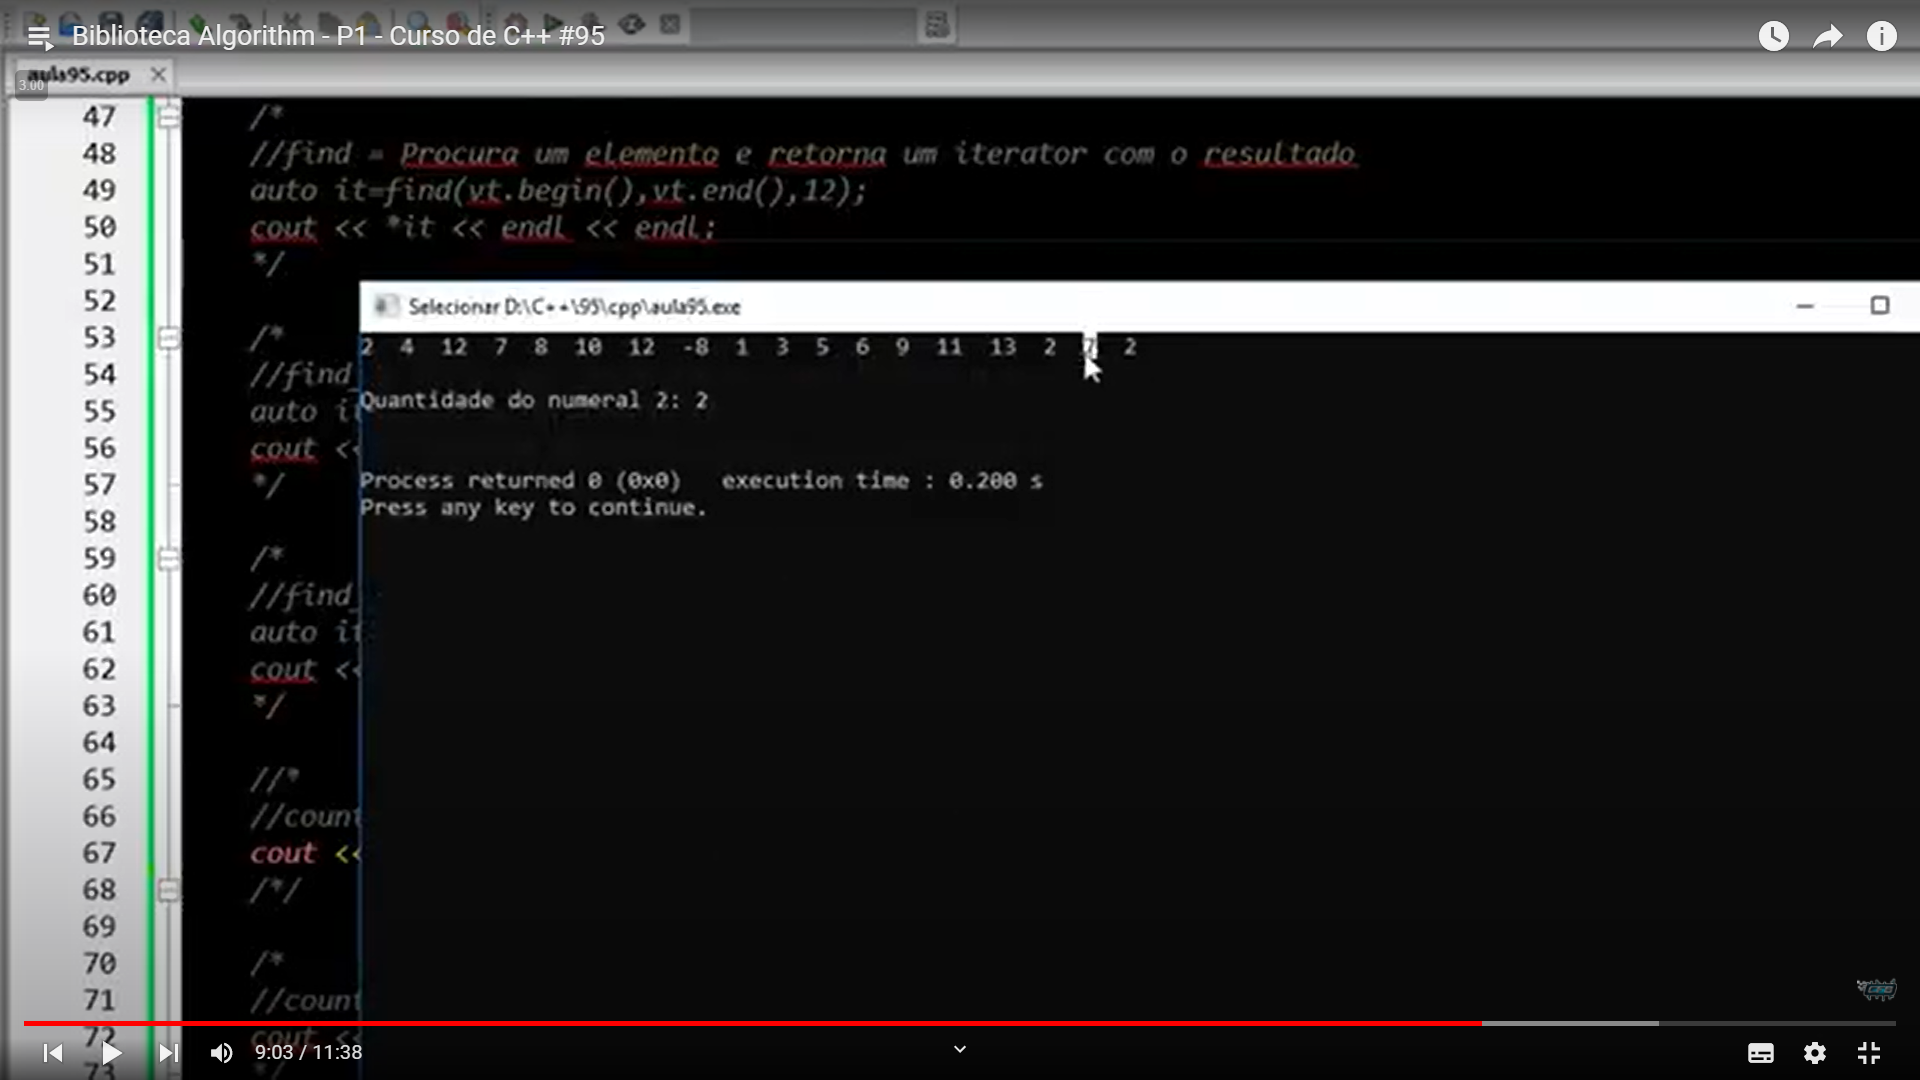 Biblioteca Algorithm - P1 - Curso de C++ #95
aula95.cpp
3.00
47 /*
48 //find = Procura um elemento e retorna um iterator com o resultado
49 auto it=find(vt.begin(),vt.end(),12);
50 cout << *it << endl << endl;
51 */
52
53 /*
54 //find_
55 auto it
56 cout <<
57 */
58
59 /*
60 //find_
61 auto it
62 cout <<
63 */
64
65 //*
66 //count
67 cout <<
68 /*/
69
70 /*
71 //count
72 cout <<
73 */
Selecionar D:\C++\95\cpp\aula95.exe
2 4 12 7 8 10 12 -8 1 3 5 6 9 11 13 2 7 2
Quantidade do numeral 2: 2
Process returned 0 (0x0) execution time : 0.200 s
Press any key to continue.
9:03 / 11:38